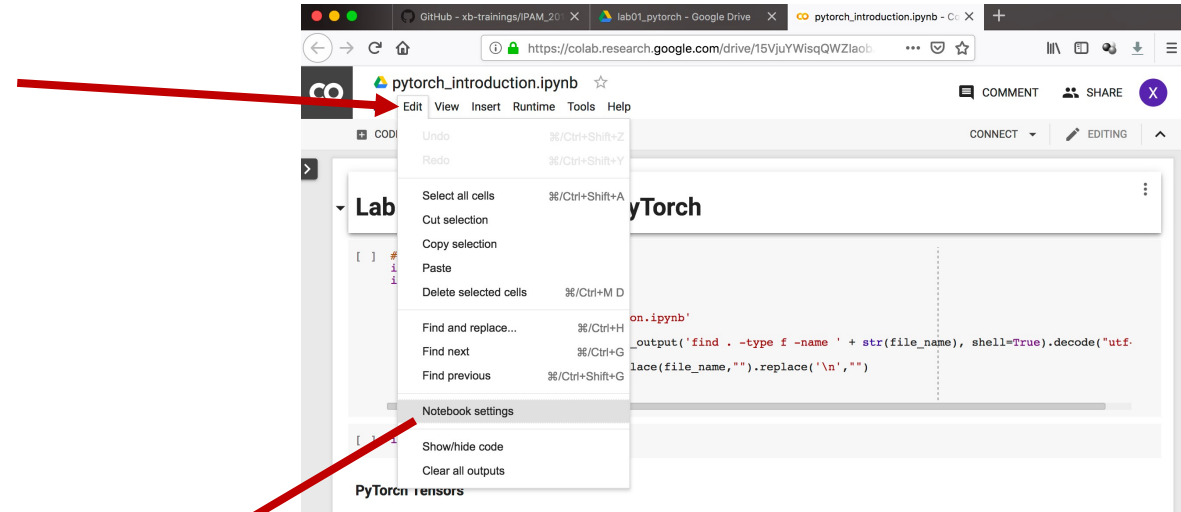 GitHub - xb-trainings/IPAM_201 lab01_pytorch - Google Drive pytorch_introduction.ipynb - Co
https://colab.research.google.com/drive/15VjuYWisqQWZIaob
CO pytorch_introduction.ipynb
COMMENT SHARE X
Edit View Insert Runtime Tools Help
COD CONNECT EDITING
Undo ⌘/Ctrl+Shift+Z
Redo ⌘/Ctrl+Shift+Y
Select all cells ⌘/Ctrl+Shift+A
Lab yTorch
Cut selection
Copy selection
[ ] #
i
Paste
i
Delete selected cells ⌘/Ctrl+M D
on.ipynb'
Find and replace... ⌘/Ctrl+H
_output('find . -type f -name ' + str(file_name), shell=True).decode("utf-
Find next ⌘/Ctrl+G
lace(file_name,"").replace('\n',"")
Find previous ⌘/Ctrl+Shift+G
Notebook settings
[ ] i
Show/hide code
Clear all outputs
PyTorch Tensors